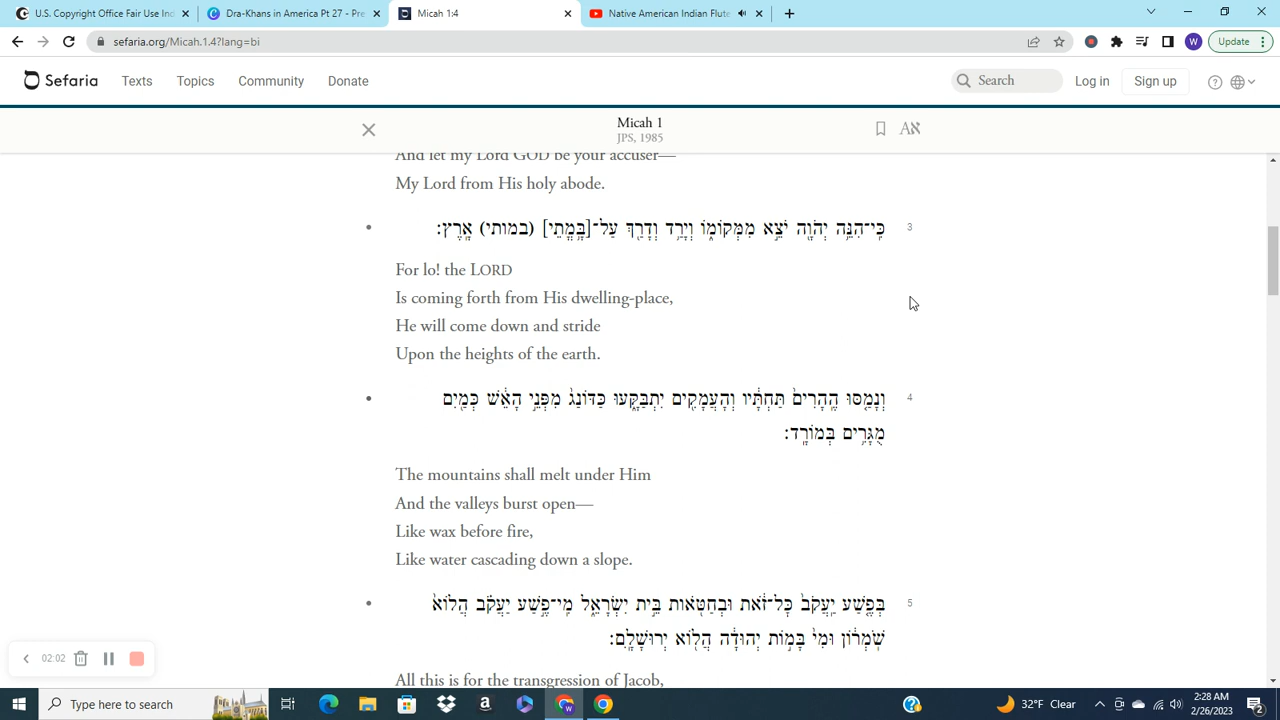 U.S. Copyright Office Fair Use Ind
Dra-Khans in America Pt 27 - Pre
Micah 1:4
Native American Indian Flute
sefaria.org/Micah.1.4?lang=bi
W
Update
Sefaria
Texts
Topics
Community
Donate
Search
Log in
Sign up
Micah 1
JPS, 1985
Aא
And let my Lord GOD be your accuser—
My Lord from His holy abode.
3
כִּֽי־הִנֵּ֥ה יְהֹוָ֖ה יֹצֵ֣א מִמְּקוֹמ֑וֹ וְיָרַ֥ד וְדָרַ֖ךְ עַל־[בָּ֥מֳתֵי] (במותי) אָֽרֶץ׃
For lo! the LORD
Is coming forth from His dwelling-place,
He will come down and stride
Upon the heights of the earth.
4
וְנָמַ֤סּוּ הֶֽהָרִים֙ תַּחְתָּ֔יו וְהָעֲמָקִ֖ים יִתְבַּקָּ֑עוּ כַּדּוֹנַג֙ מִפְּנֵ֣י הָאֵ֔שׁ כְּמַ֖יִם
מֻגָּרִ֥ים בְּמוֹרָֽד׃
The mountains shall melt under Him
And the valleys burst open—
Like wax before fire,
Like water cascading down a slope.
5
בְּפֶ֤שַׁע יַֽעֲקֹב֙ כׇּל־זֹ֔את וּבְחַטֹּ֖אות בֵּ֣ית יִשְׂרָאֵ֑ל מִֽי־פֶ֣שַׁע יַעֲקֹ֗ב הֲלוֹא֙
שֹׁמְר֔וֹן וּמִי֙ בָּמ֣וֹת יְהוּדָ֔ה הֲל֖וֹא יְרוּשָׁלָֽ͏ִם׃
All this is for the transgression of Jacob,
02:02
Type here to search
32°F Clear
2:28 AM
2/26/2023
2